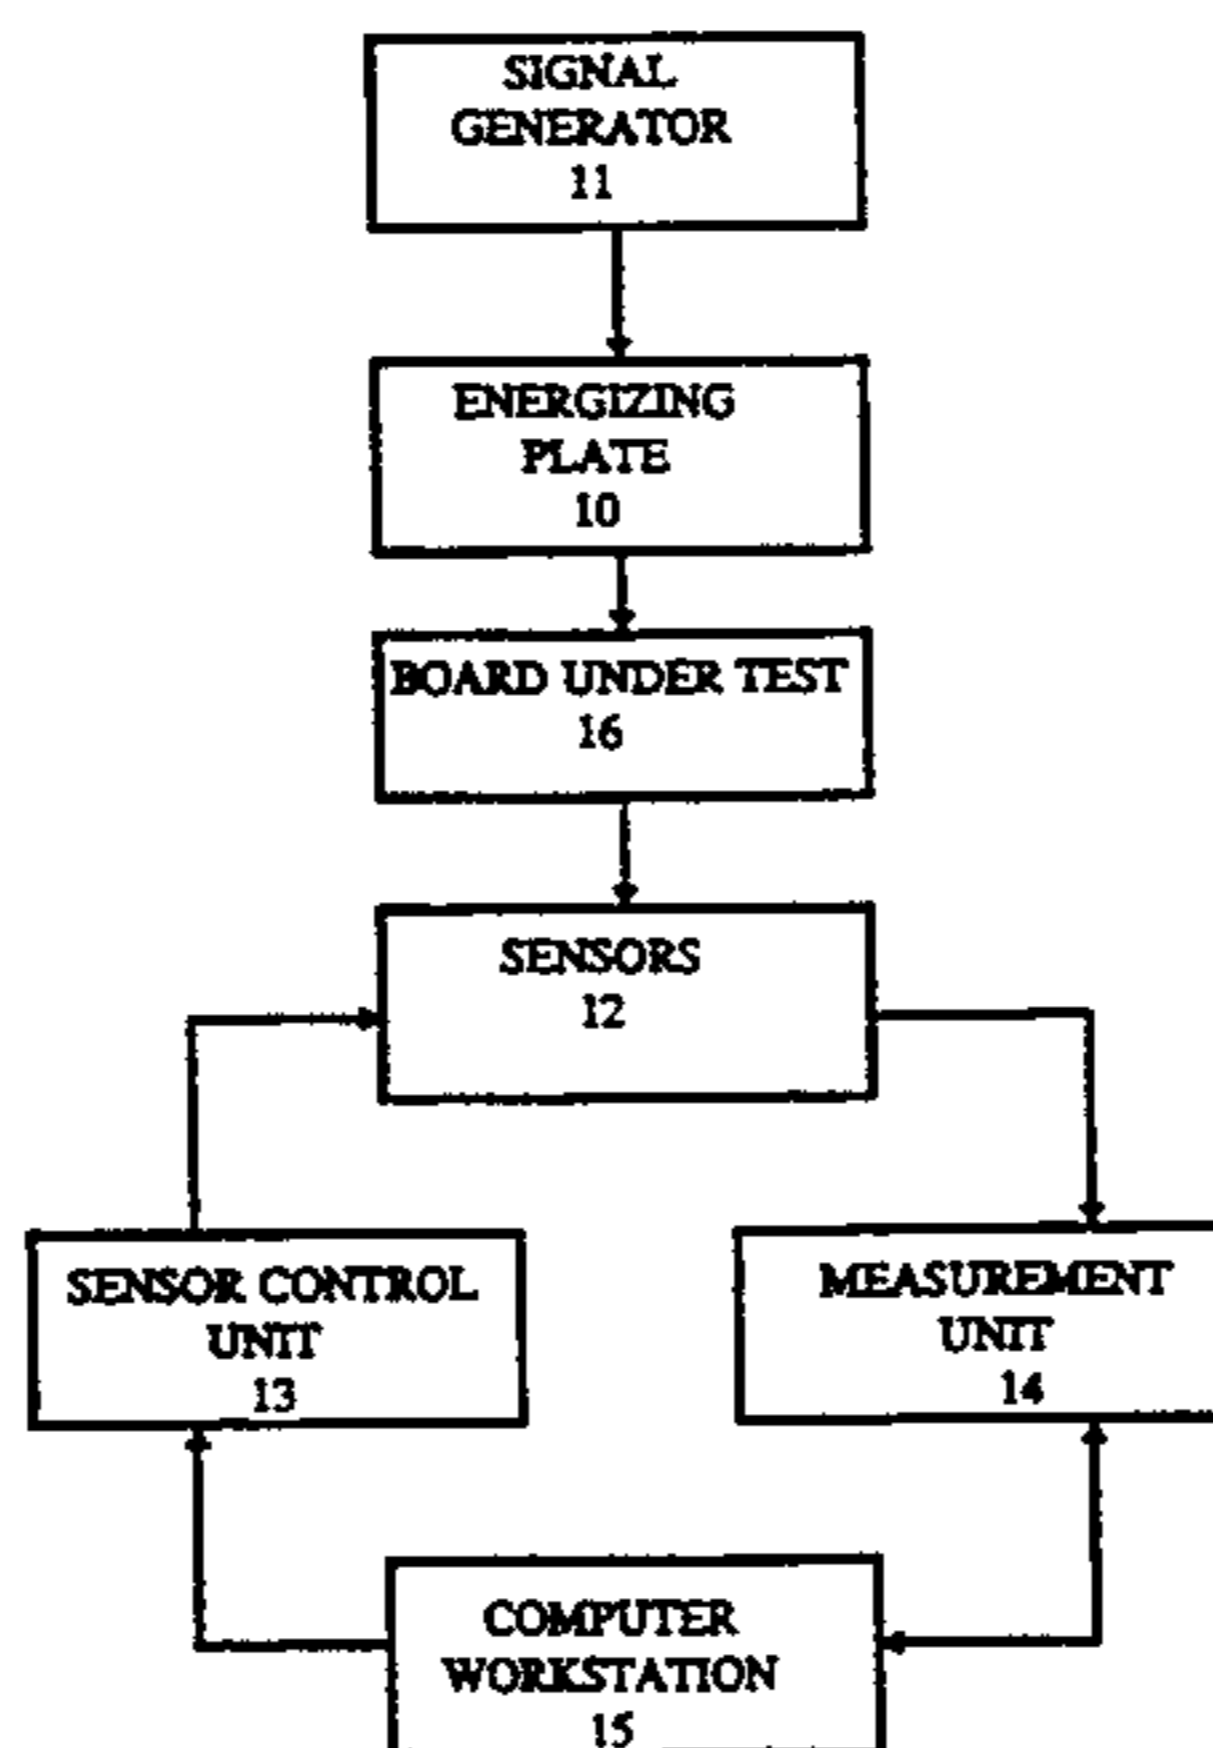 SIGNAL
GENERATOR
11
ENERGIZING
PLATE
10
BOARD UNDER TEST
16
SENSORS
12
SENSOR CONTROL
UNIT
13
MEASUREMENT
UNIT
14
COMPUTER
WORKSTATION
15